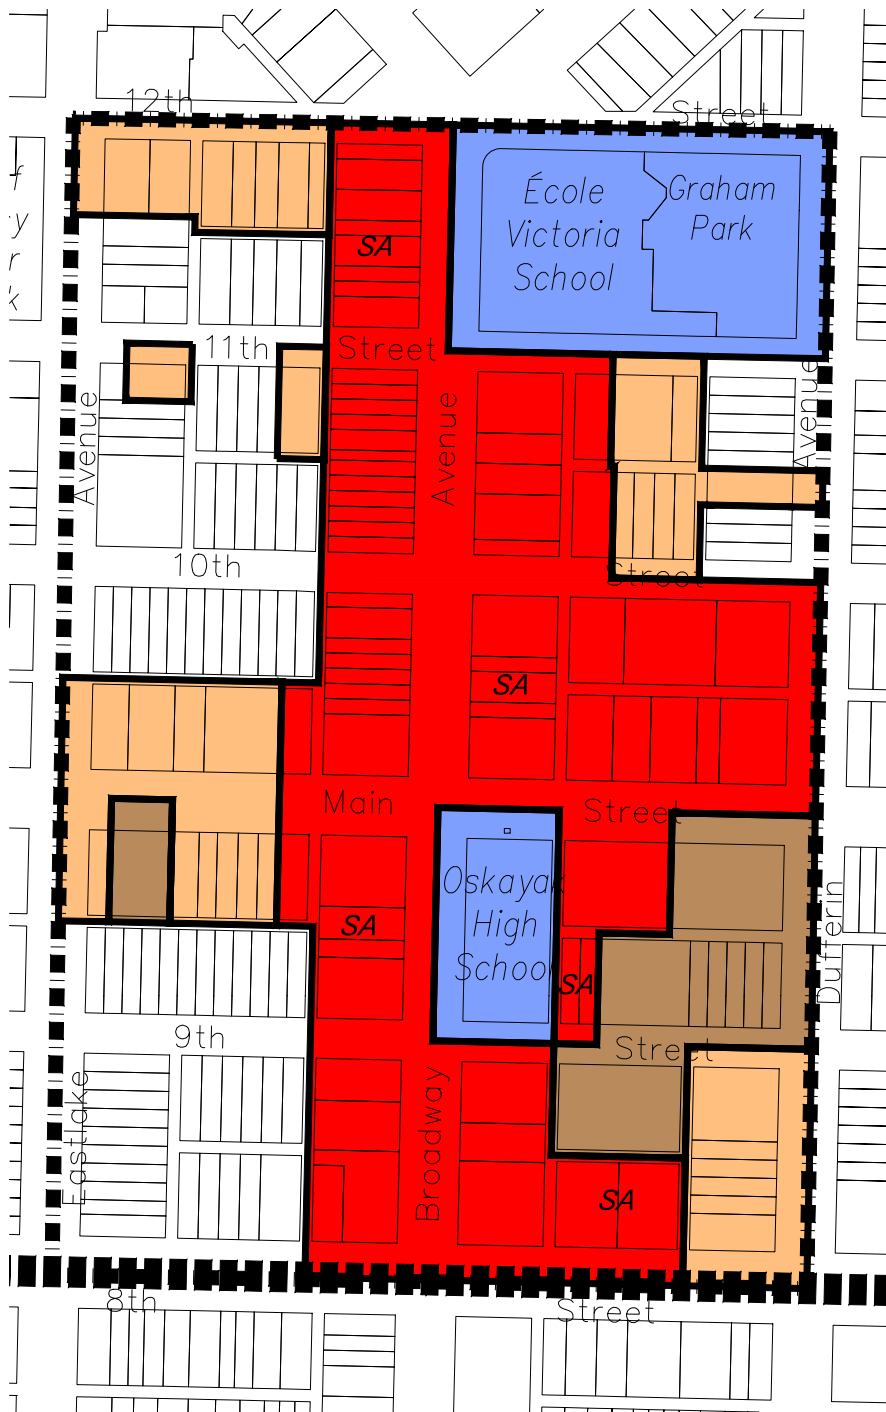 12th
Street
École
Victoria
School
Graham
Park
SA
11th
Street
Avenue
Avenue
Avenue
10th
Street
SA
Main
Street
Oskayak
High
School
SA
SA
Dufferin
9th
Street
Eastlake
Broadway
SA
8th
Street